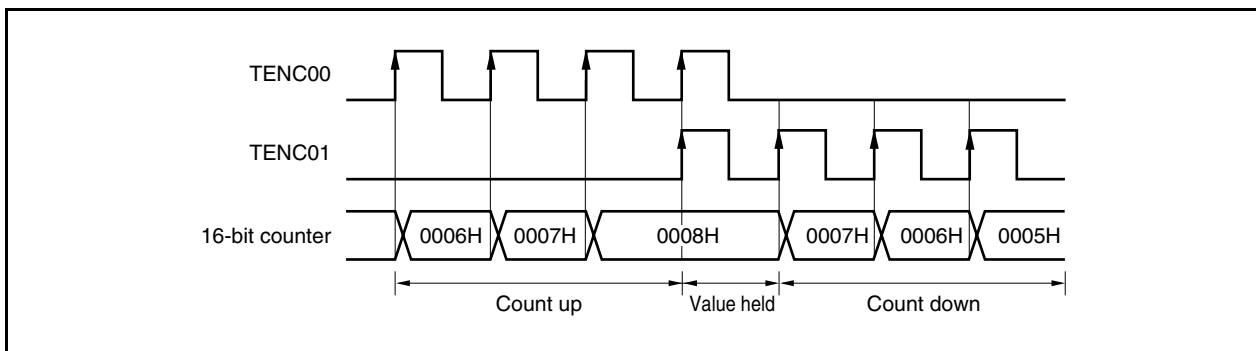 TENC00
TENC01
16-bit counter 0006H 0007H 0008H 0007H 0006H 0005H
Count up Value held Count down